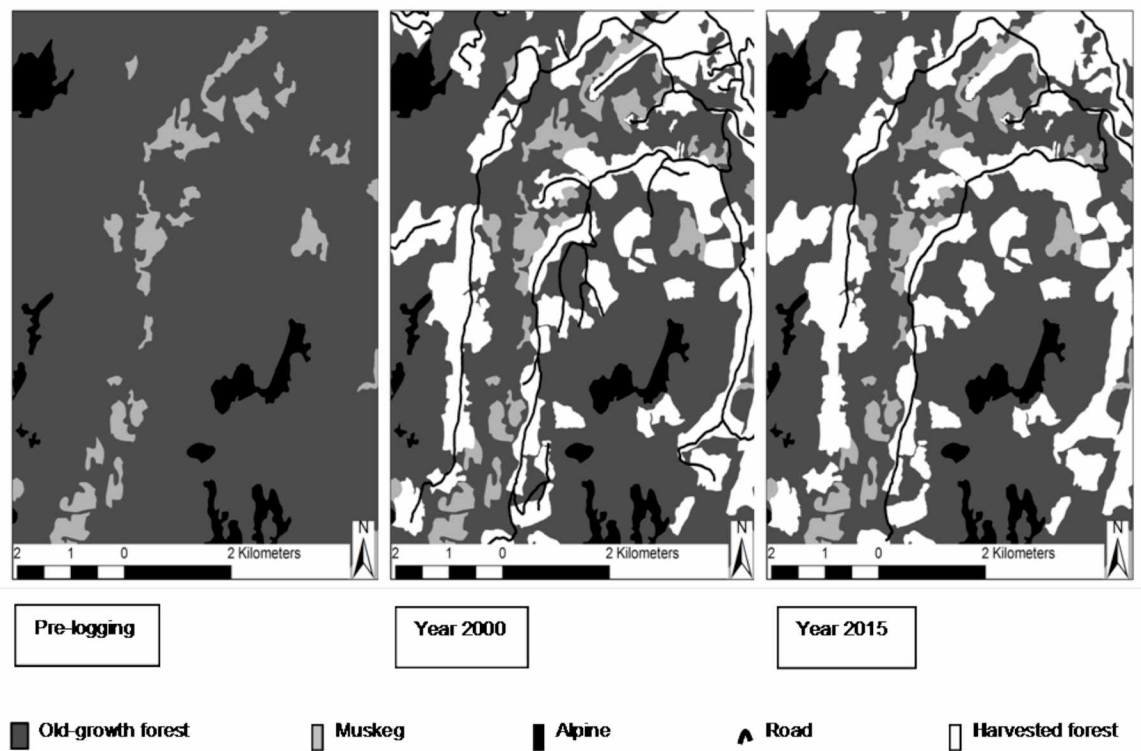 N
2 1 0 2 Kilometers
N
2 1 0 2 Kilometers
N
2 1 0 2 Kilometers
Pre-logging
Year 2000
Year 2015
Old-growth forest
Muskeg
Alpine
Road
Harvested forest